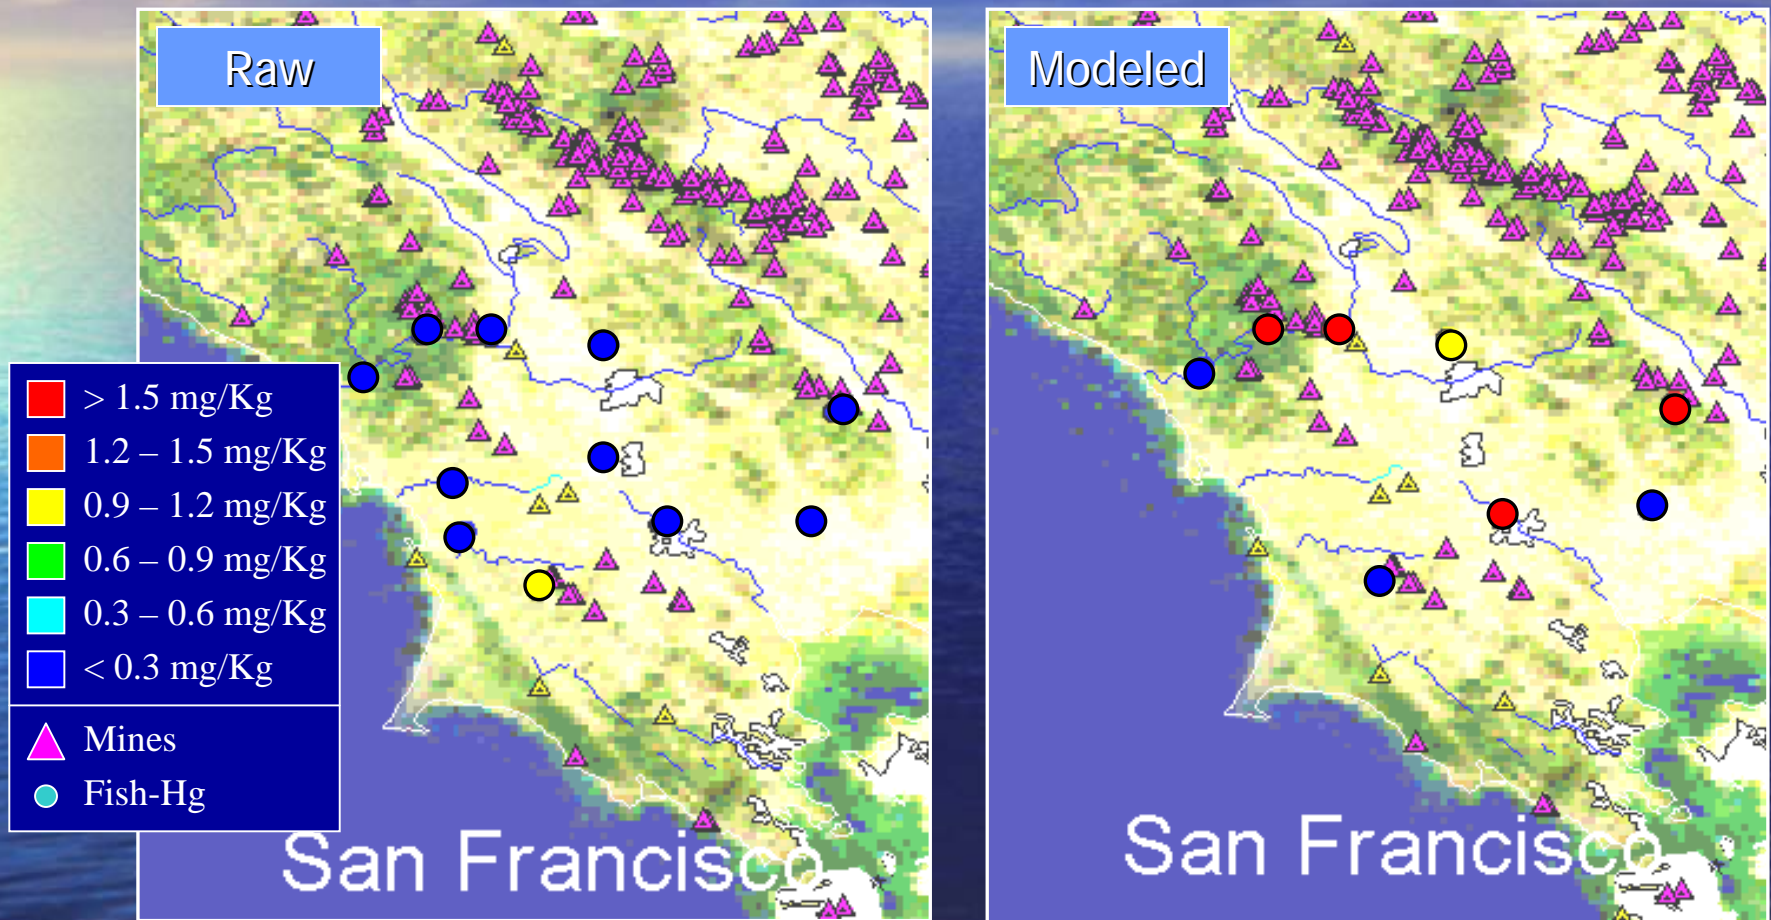 Raw
Modeled
> 1.5 mg/Kg
1.2 – 1.5 mg/Kg
0.9 – 1.2 mg/Kg
0.6 – 0.9 mg/Kg
0.3 – 0.6 mg/Kg
< 0.3 mg/Kg
Mines
Fish-Hg
San Francisco
San Francisco